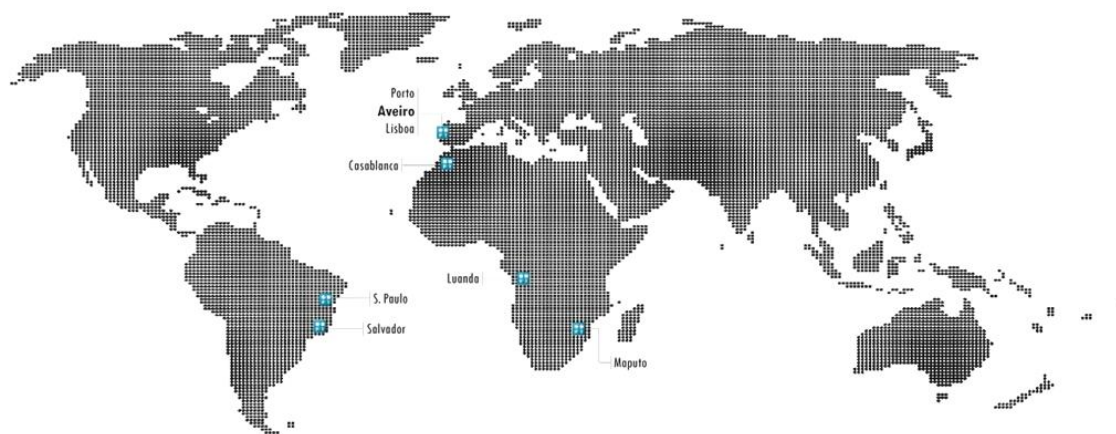 Porto
Aveiro
Lisboa
Casablanca
Luanda
S. Paulo
Salvador
Maputo